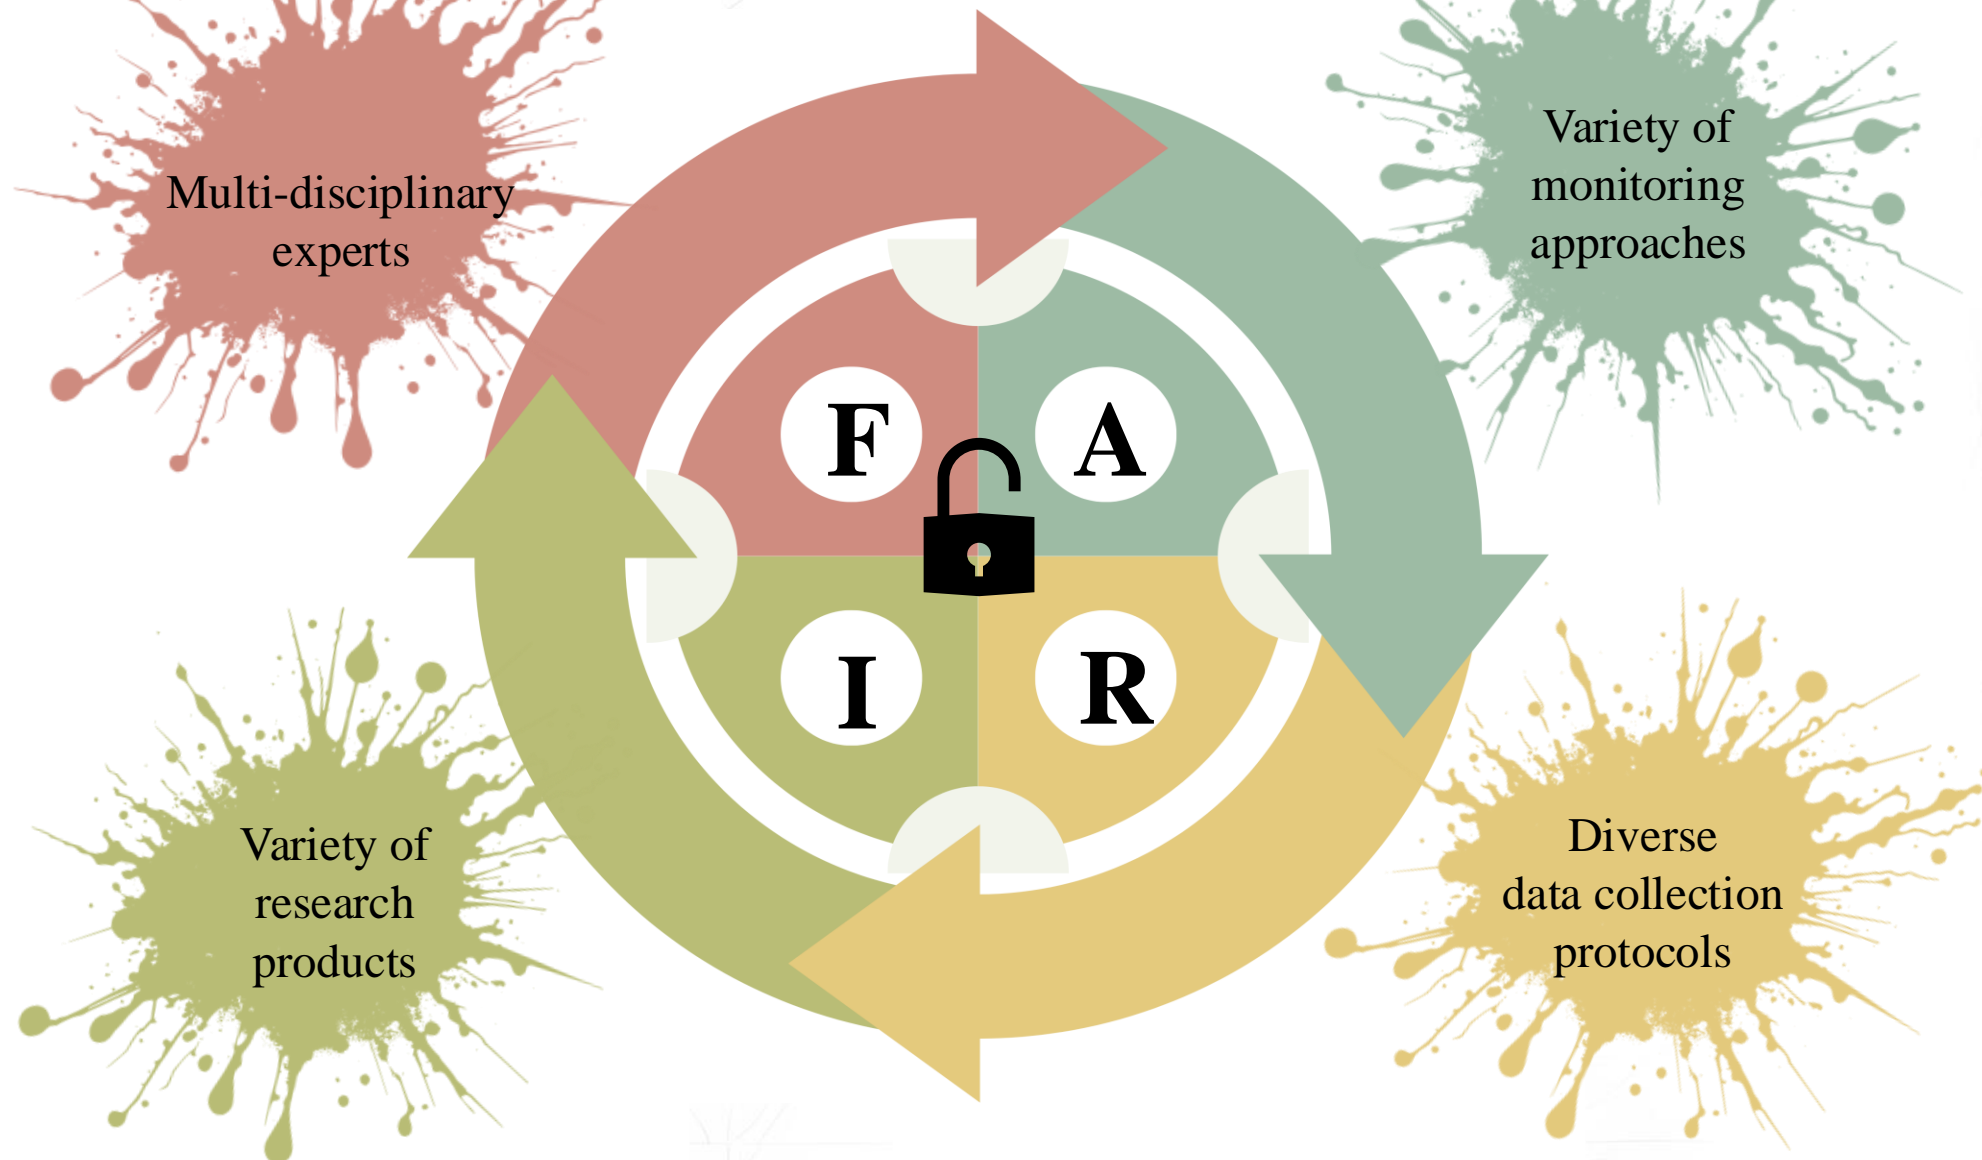 Multi-disciplinary
experts
Variety of
monitoring
approaches
F
A
I
R
Variety of
research
products
Diverse
data collection
protocols